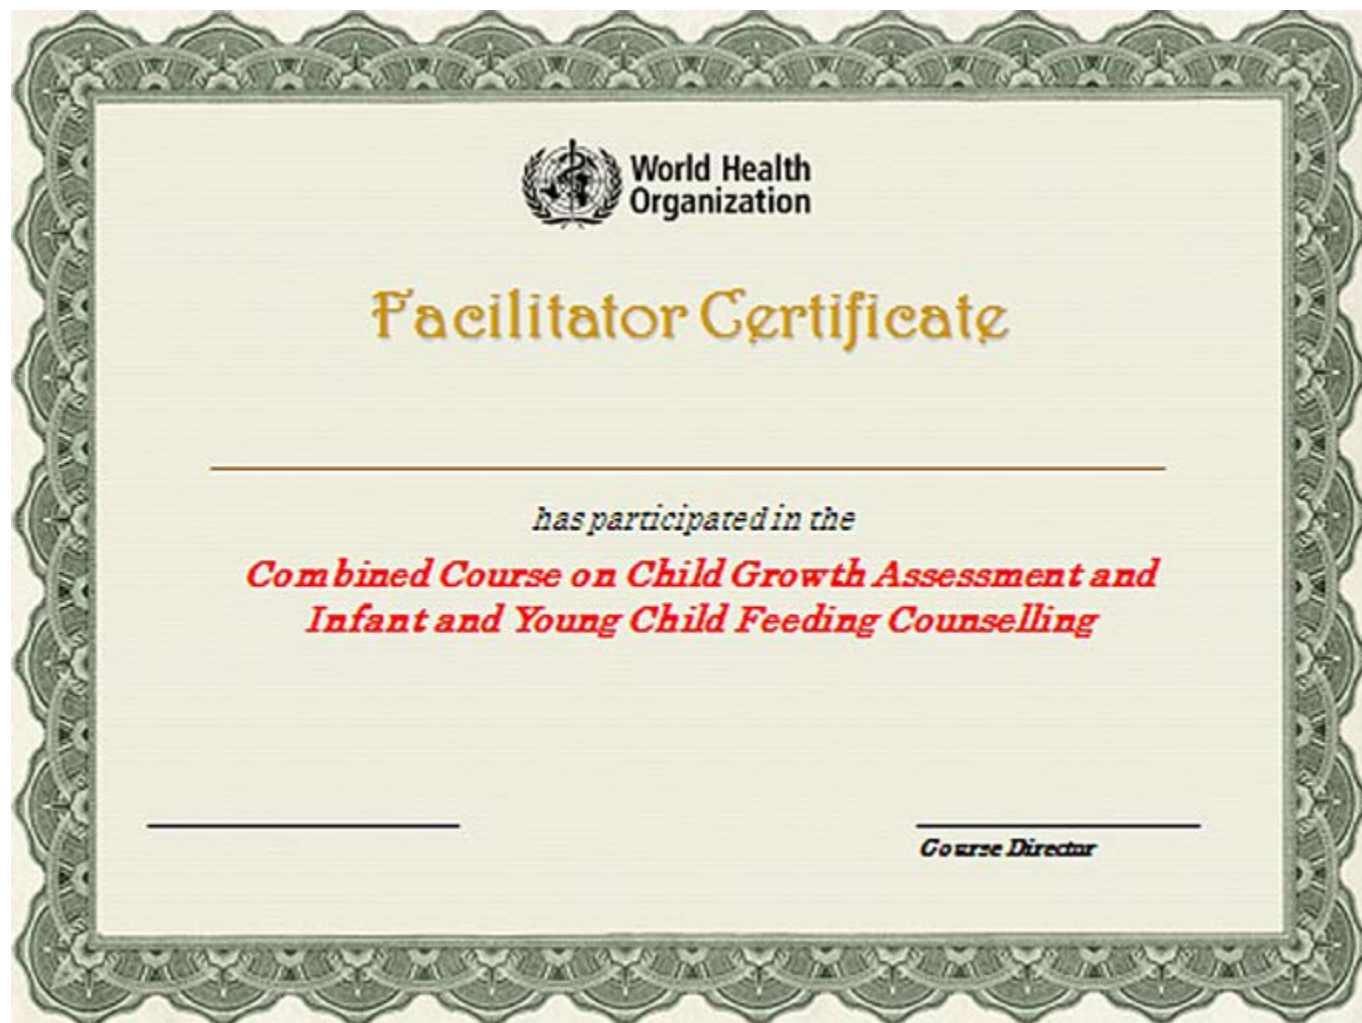 World Health
Organization
Facilitator Certificate
has participated in the
Combined Course on Child Growth Assessment and
Infant and Young Child Feeding Counselling
Course Director